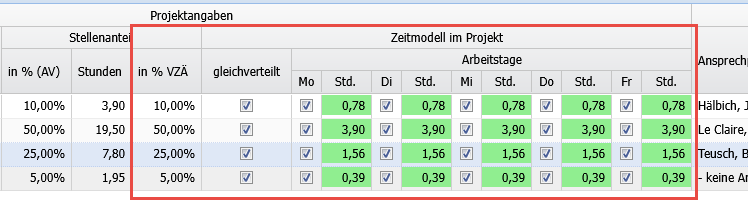 Projektangaben
Stellenantei Zeitmodell im Projekt
in % (AV) Stunden in % VZÄ gleichverteilt Arbeitstage Ansprechp
Mo Std. Di Std. Mi Std. Do Std. Fr Std.
10,00% 3,90 10,00% 0,78 0,78 0,78 0,78 0,78 Hälbich, J
50,00% 19,50 50,00% 3,90 3,90 3,90 3,90 3,90 Le Claire,
25,00% 7,80 25,00% 1,56 1,56 1,56 1,56 1,56 Teusch, B
5,00% 1,95 5,00% 0,39 0,39 0,39 0,39 0,39 - keine An